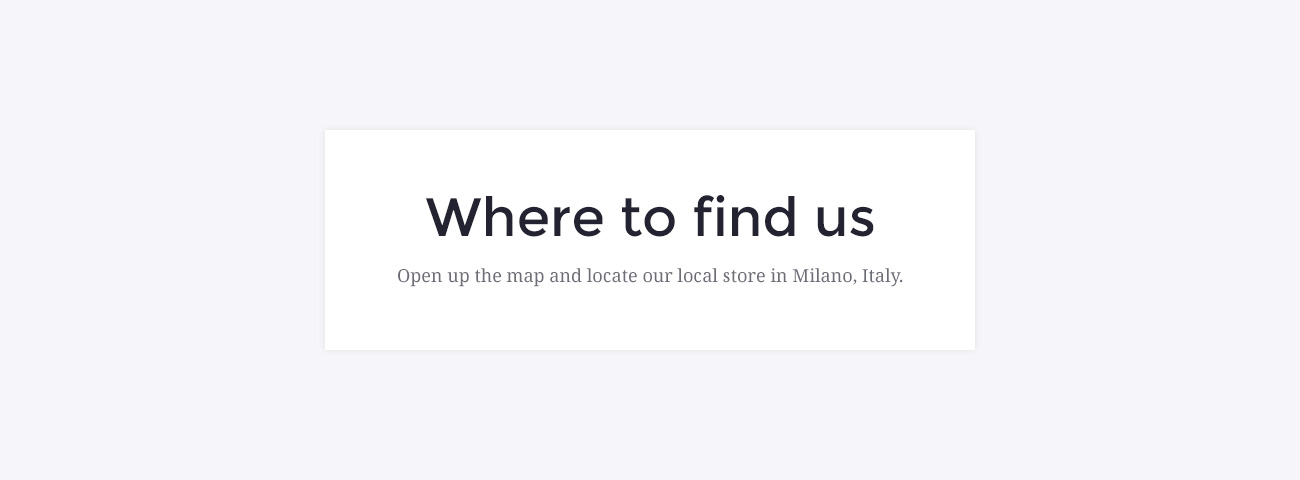 Where to find us
Open up the map and locate our local store in Milano, Italy.